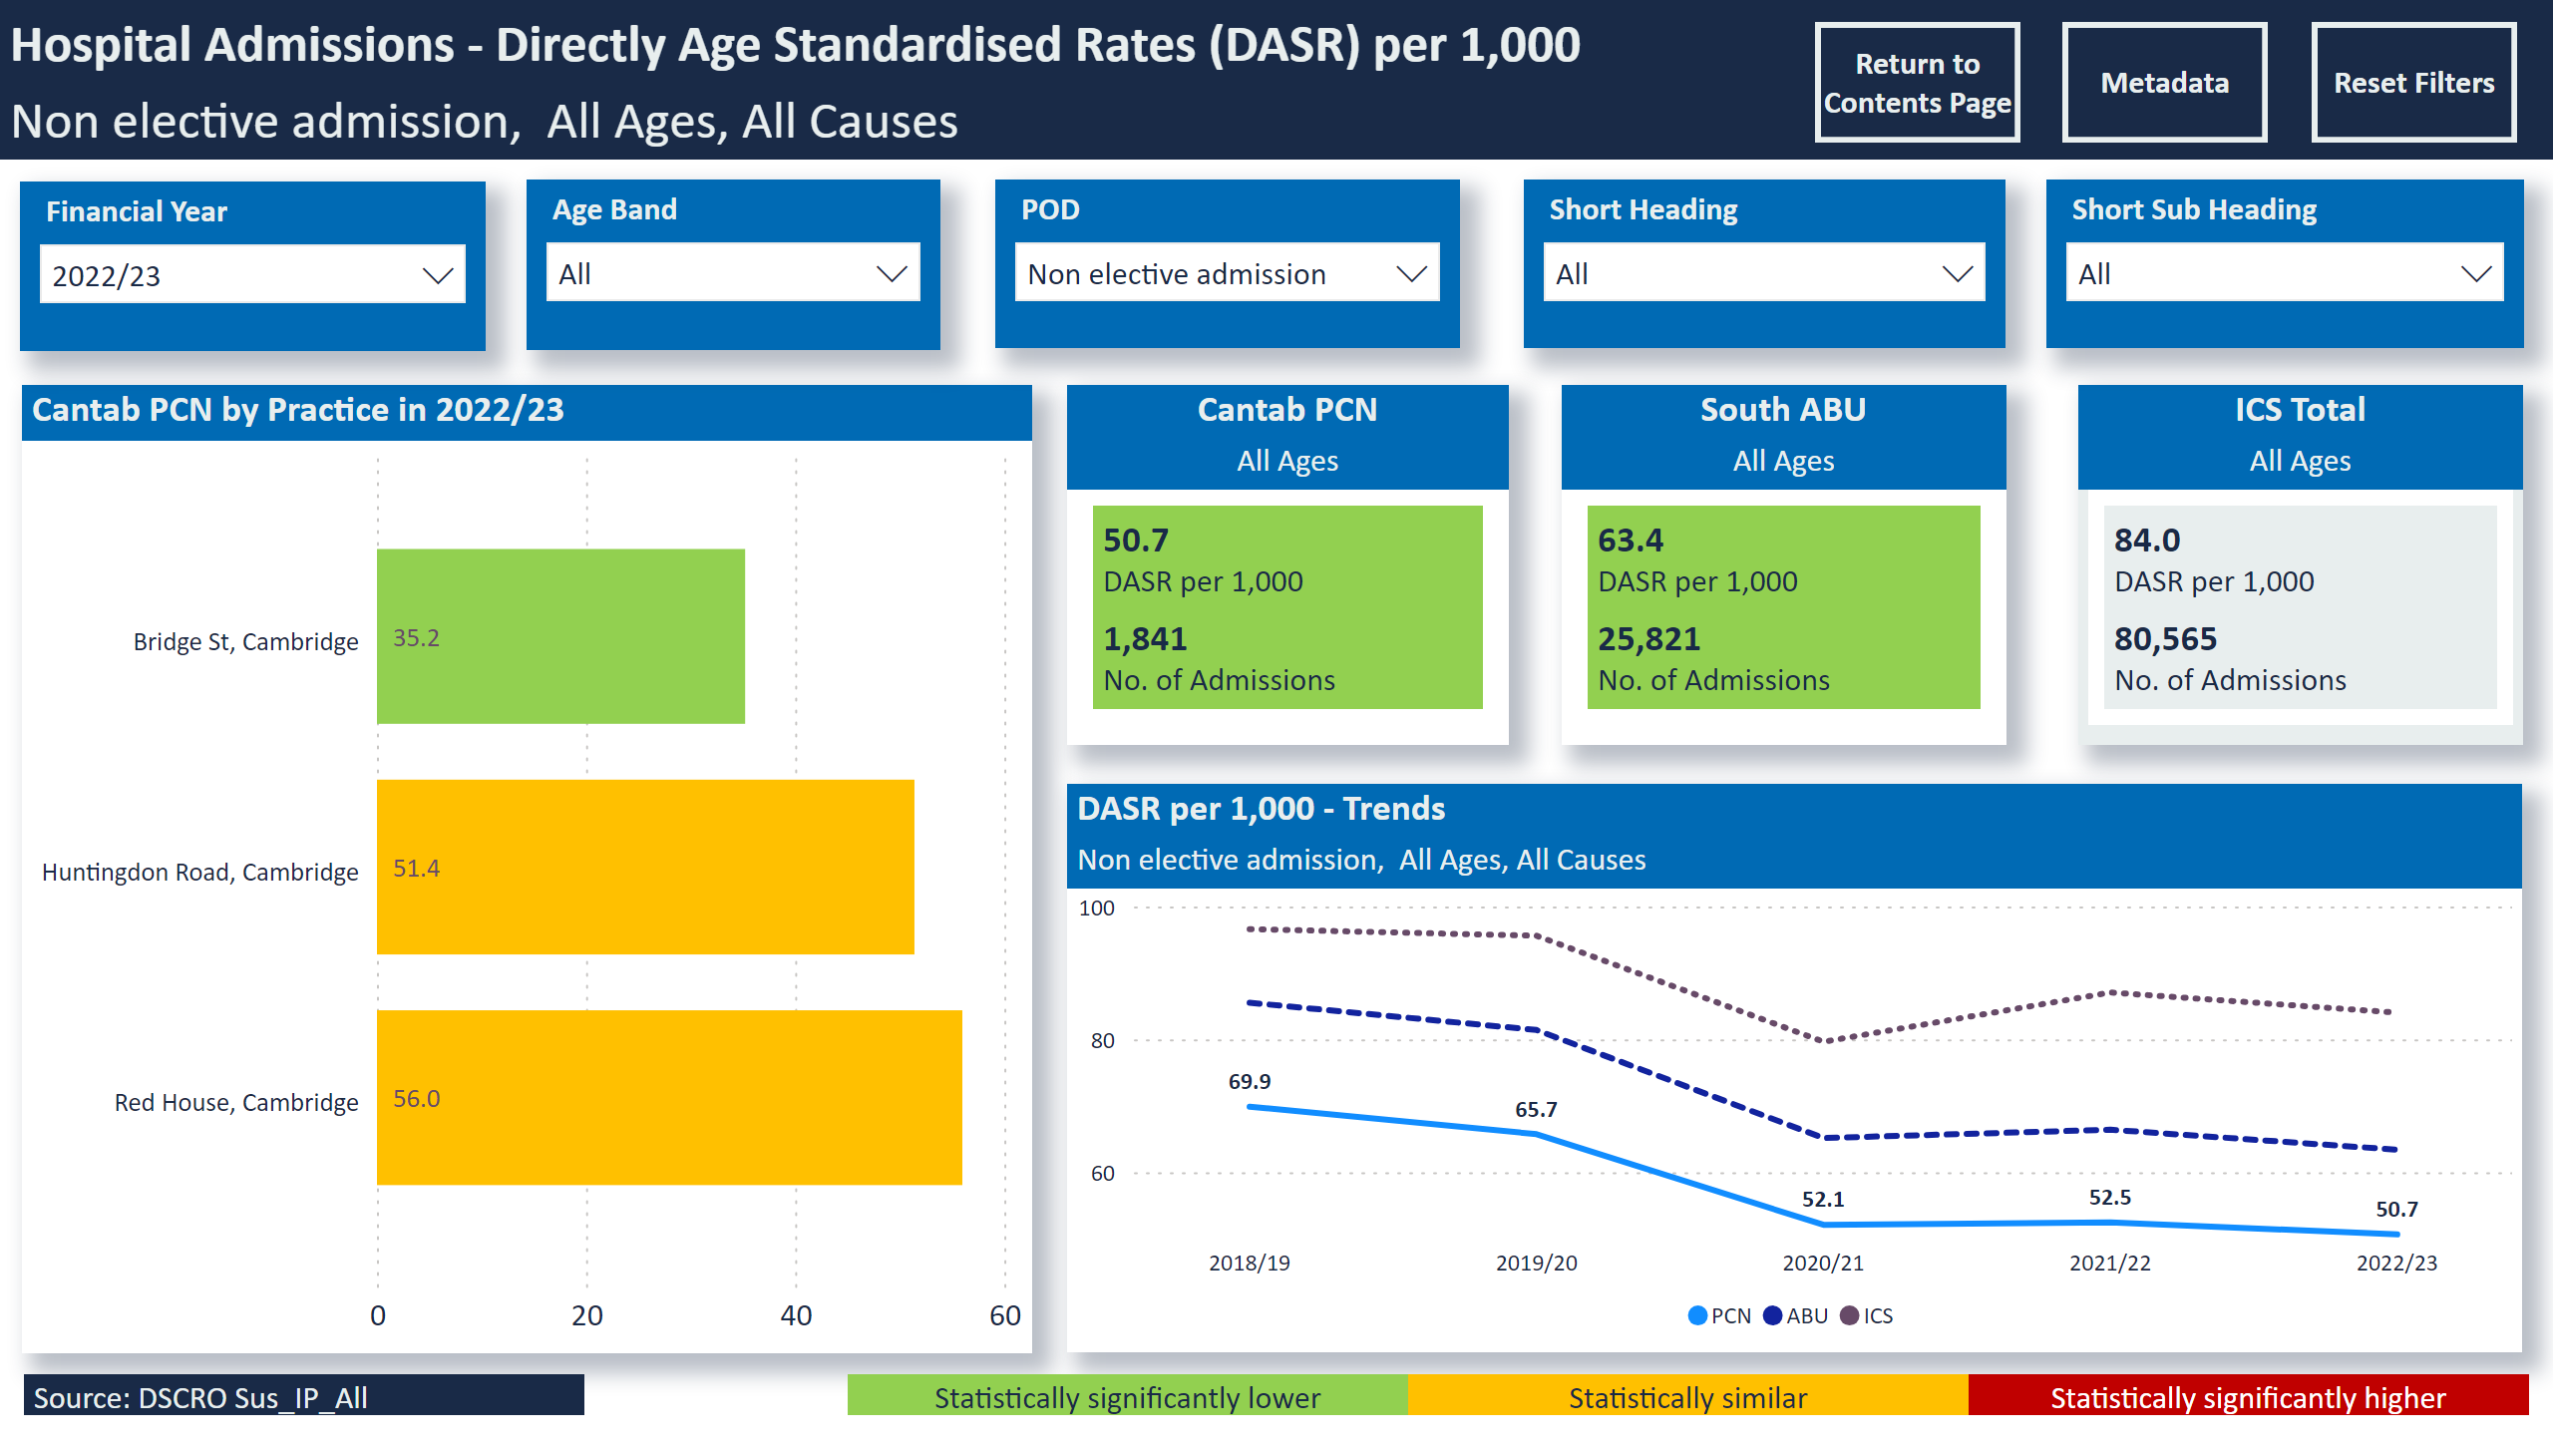 Hospital Admissions - Directly Age Standardised Rates (DASR) per 1,000
Non elective admission,  All Ages, All Causes
Return to
Contents Page
Metadata
Reset Filters
Financial Year
2022/23
Age Band
All
POD
Non elective admission
Short Heading
All
Short Sub Heading
All
Cantab PCN by Practice in 2022/23
Bridge St, Cambridge
35.2
Huntingdon Road, Cambridge
51.4
Red House, Cambridge
56.0
0 20 40 60
Cantab PCN
All Ages
50.7
DASR per 1,000
1,841
No. of Admissions
South ABU
All Ages
63.4
DASR per 1,000
25,821
No. of Admissions
ICS Total
All Ages
84.0
DASR per 1,000
80,565
No. of Admissions
DASR per 1,000 - Trends
Non elective admission,  All Ages, All Causes
100
80
60
69.9
65.7
52.1
52.5
50.7
2018/19 2019/20 2020/21 2021/22 2022/23
PCN ABU ICS
Source: DSCRO Sus_IP_All
Statistically significantly lower
Statistically similar
Statistically significantly higher